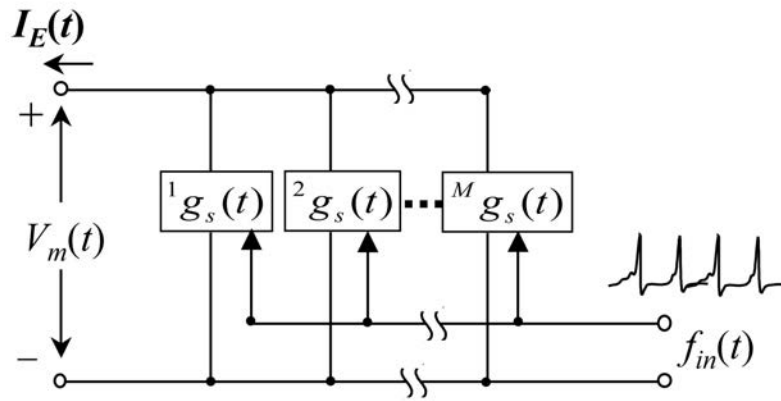 I_E(t)
+
¹g_s(t) ²g_s(t) ᴹg_s(t)
V_m(t)
f_in(t)
−